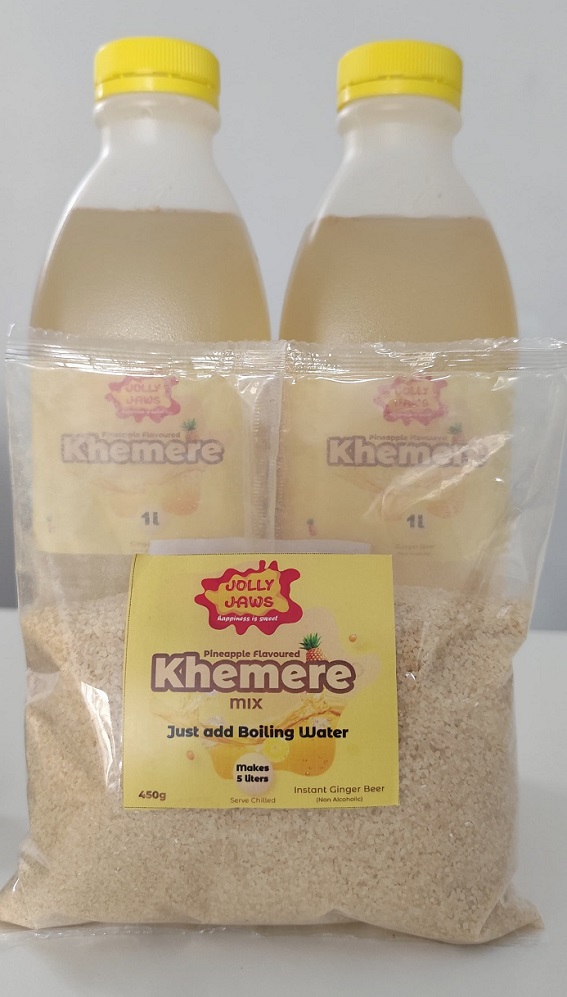 JOLLY
JAWS
Pineapple Flavoured
Khemere
1l
JOLLY
JAWS
Pineapple Flavoured
Khemere
1l
JOLLY
JAWS
happiness is sweet
Pineapple Flavoured
Khemere
MIX
Just add Boiling Water
Makes
5 liters
450g
Serve Chilled
Instant Ginger Beer
(Non Alcoholic)